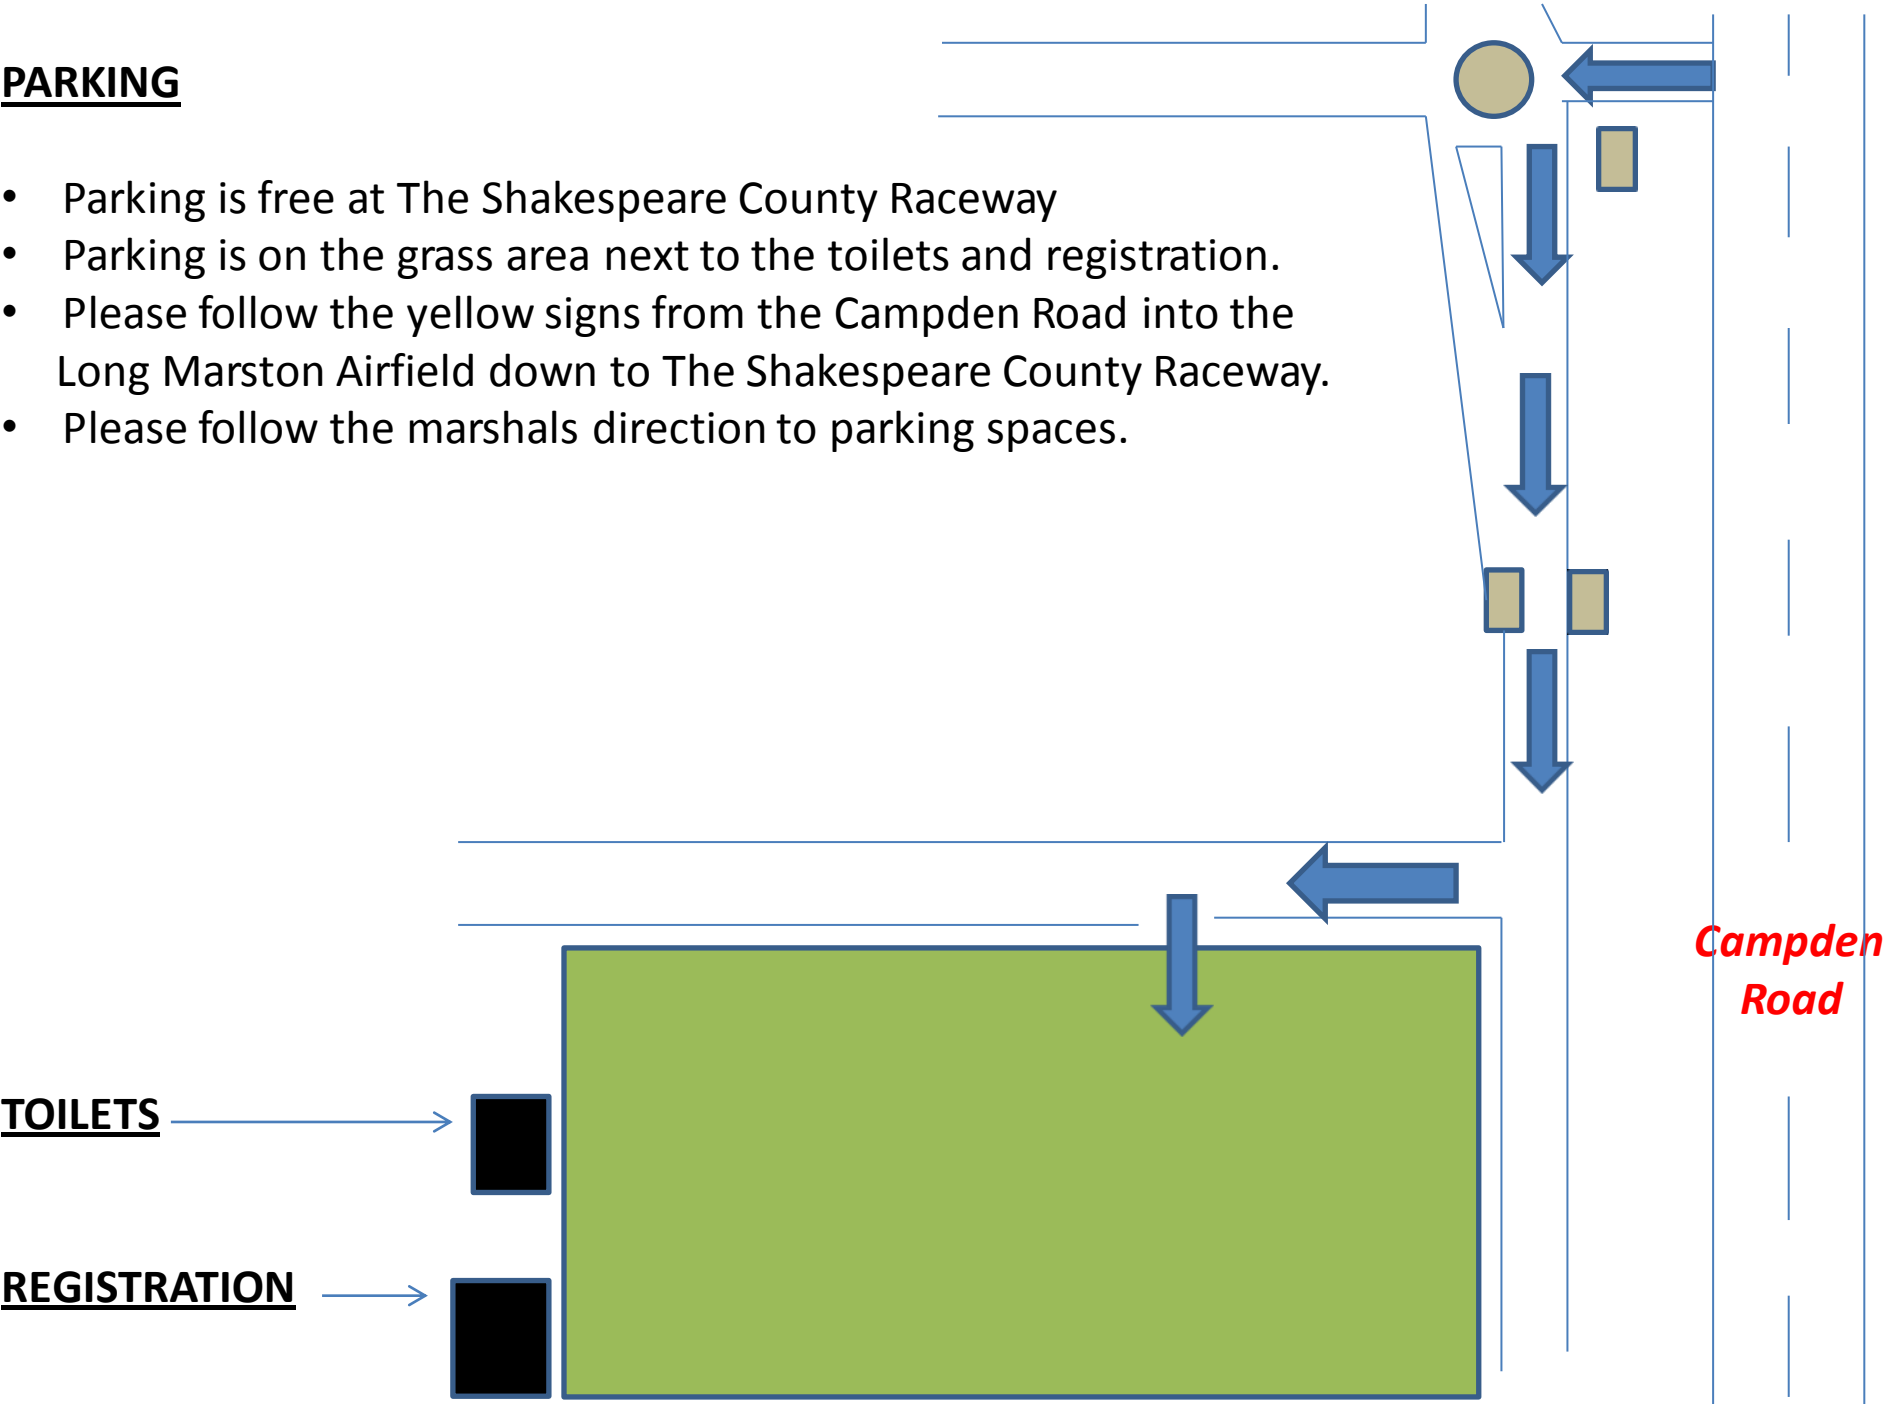 PARKING
• Parking is free at The Shakespeare County Raceway
• Parking is on the grass area next to the toilets and registration.
• Please follow the yellow signs from the Campden Road into the
Long Marston Airfield down to The Shakespeare County Raceway.
• Please follow the marshals direction to parking spaces.
Campden
Road
TOILETS
REGISTRATION